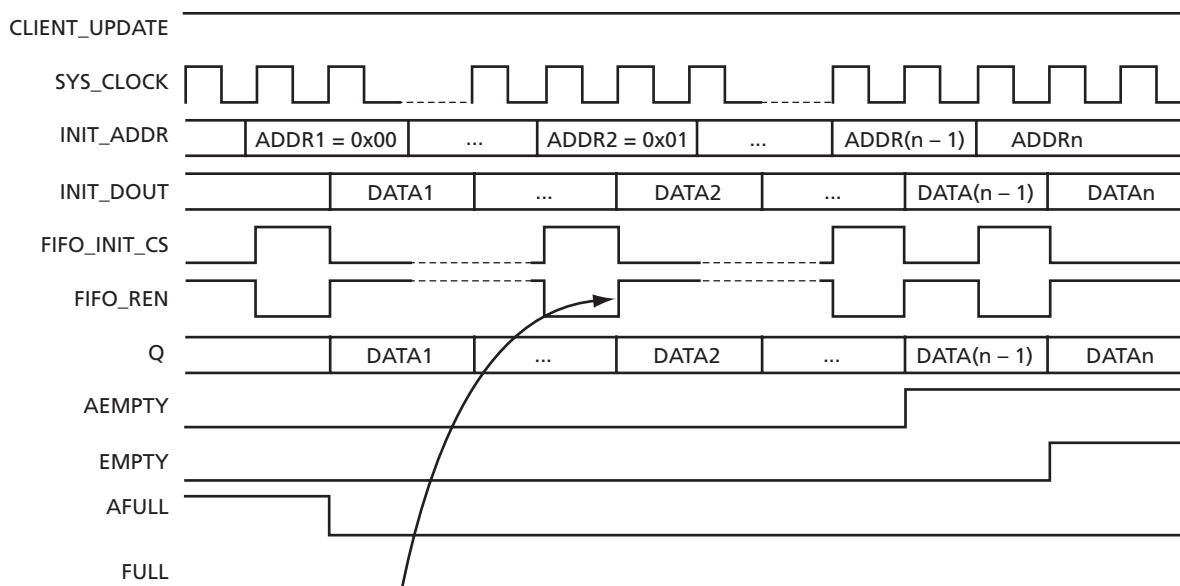 CLIENT_UPDATE
SYS_CLOCK
INIT_ADDR ADDR1 = 0x00 ... ADDR2 = 0x01 ... ADDR(n – 1) ADDRn
INIT_DOUT DATA1 ... DATA2 ... DATA(n – 1) DATAn
FIFO_INIT_CS
FIFO_REN
Q DATA1 ... DATA2 ... DATA(n – 1) DATAn
AEMPTY
EMPTY
AFULL
FULL